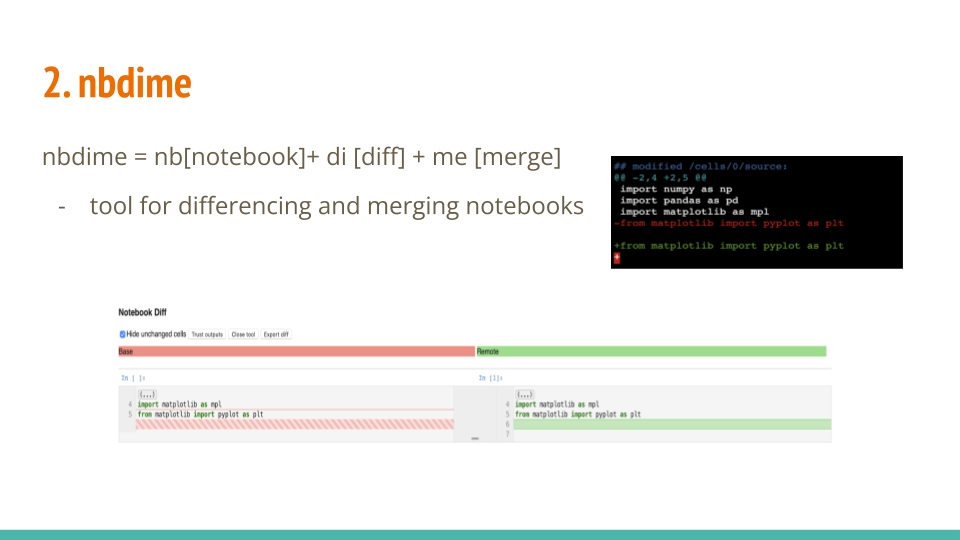 2. nbdime
nbdime = nb[notebook]+ di [diff] + me [merge]
- tool for differencing and merging notebooks
## modified /cells/0/source:
@@ -2,4 +2,5 @@
import numpy as np
import pandas as pd
import matplotlib as mpl
-from matplotlib import pyplot as plt
+from matplotlib import pyplot as plt
+
Notebook Diff
Hide unchanged cells Trust outputs Close tool Export diff
Base Remote
In [ ]: In [1]:
(...) (...)
4 import matplotlib as mpl 4 import matplotlib as mpl
5 from matplotlib import pyplot as plt 5 from matplotlib import pyplot as plt
6
7